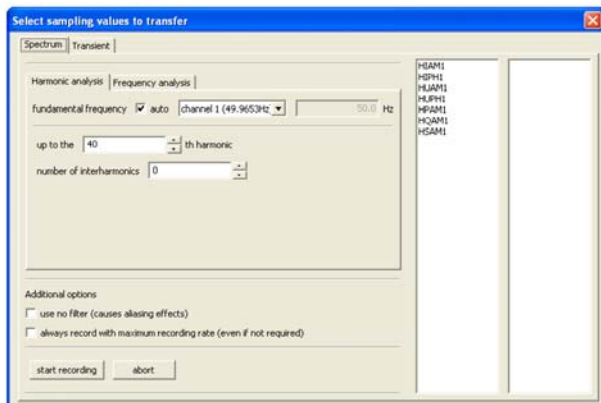 Select sampling values to transfer
Spectrum Transient
Harmonic analysis Frequency analysis
fundamental frequency auto channel 1 (49.9653Hz 50.0 Hz
up to the 40 th harmonic
number of interharmonics 0
Additional options
use no filter (causes aliasing effects)
always record with maximum recording rate (even if not required)
start recording abort
HIAM1
HIPH1
HUAM1
HUPH1
HPAM1
HQAM1
HSAM1